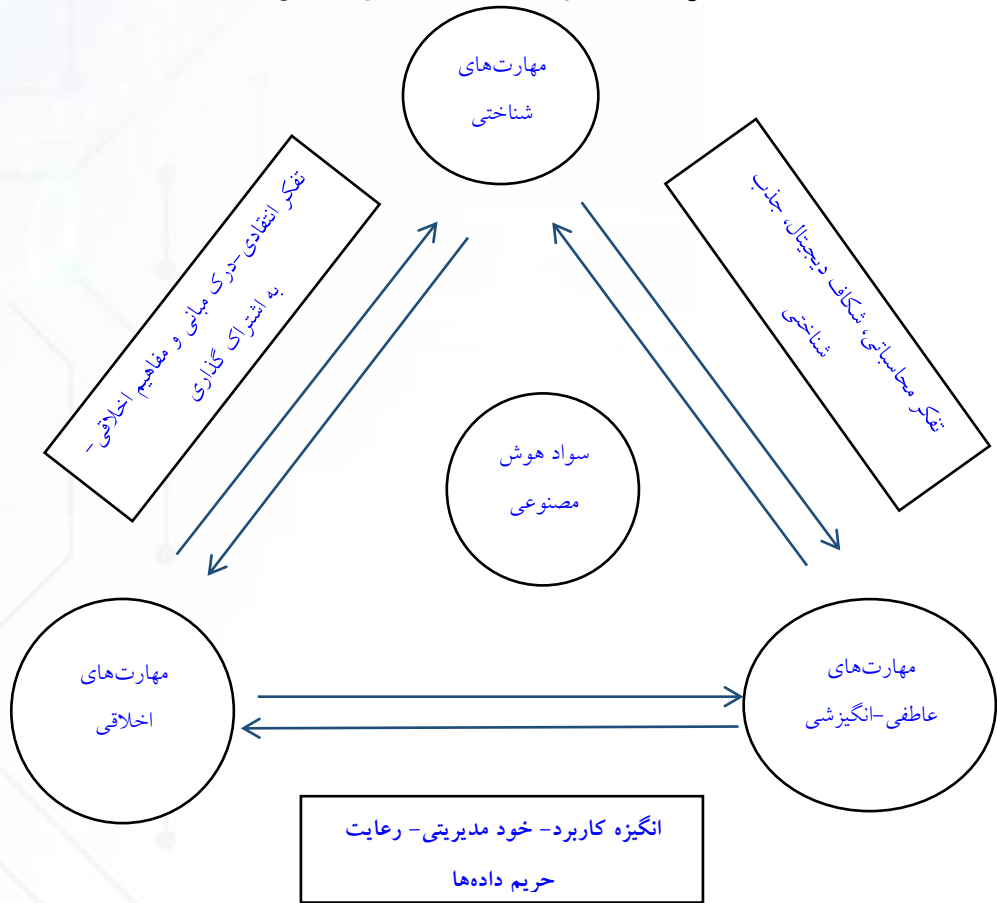 مهارت‌های
شناختی
تفکر انتقادی-درک مبانی و مفاهیم اخلاقی-
به اشتراک گذاری
تفکر محاسباتی، شکاف دیجیتال، جذب
شناختی
سواد هوش
مصنوعی
مهارت‌های
اخلاقی
مهارت‌های
عاطفی-انگیزشی
انگیزه کاربرد- خود مدیریتی- رعایت
حریم داده‌ها